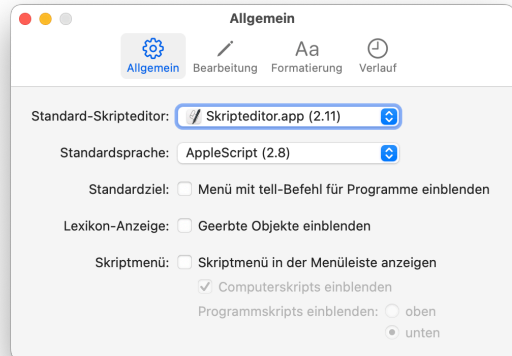 Allgemein
Aa
Allgemein Bearbeitung Formatierung Verlauf
Standard-Skripteditor: Skripteditor.app (2.11)
Standardsprache: AppleScript (2.8)
Standardziel: Menü mit tell-Befehl für Programme einblenden
Lexikon-Anzeige: Geerbte Objekte einblenden
Skriptmenü: Skriptmenü in der Menüleiste anzeigen
Computerskripts einblenden
Programmskripts einblenden: oben
unten